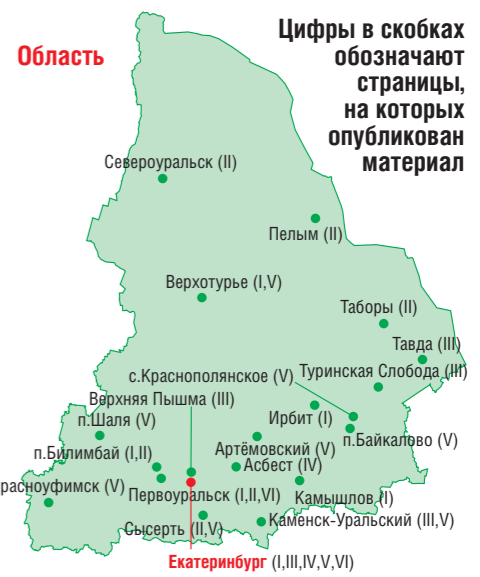 Область
Цифры в скобках
обозначают
страницы,
на которых
опубликован
материал
Североуральск (II)
Пелым (II)
Верхотурье (I,V)
Таборы (II)
Тавда (III)
Туринская Слобода (III)
с.Краснополянское (V)
Верхняя Пышма (III)
Ирбит (I)
п.Шаля (V)
п.Байкалово (V)
Артёмовский (V)
п.Билимбай (I,II)
Асбест (IV)
расноуфимск (V)
Первоуральск (I,II,VI)
Камышлов (I)
Сысерть (II,V)
Каменск-Уральский (III,V)
Екатеринбург (I,III,IV,V,VI)